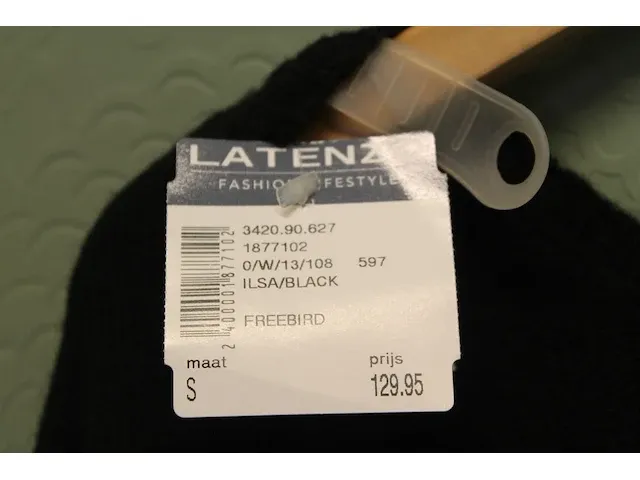 LATENZ
FASHION LIFESTYLE
3420.90.627
1877102
0/W/13/108 597
ILSA/BLACK
FREEBIRD
2400001877102
maat prijs
S 129.95